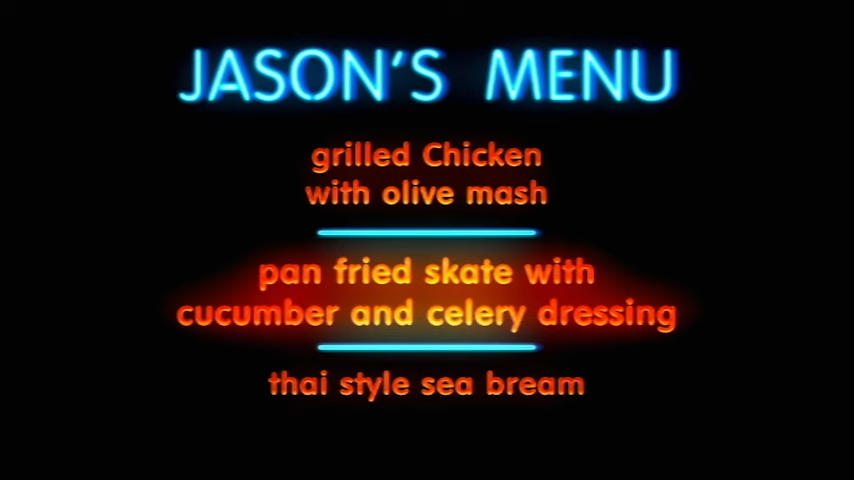 JASON'S MENU
grilled Chicken
with olive mash
pan fried skate with
cucumber and celery dressing
thai style sea bream